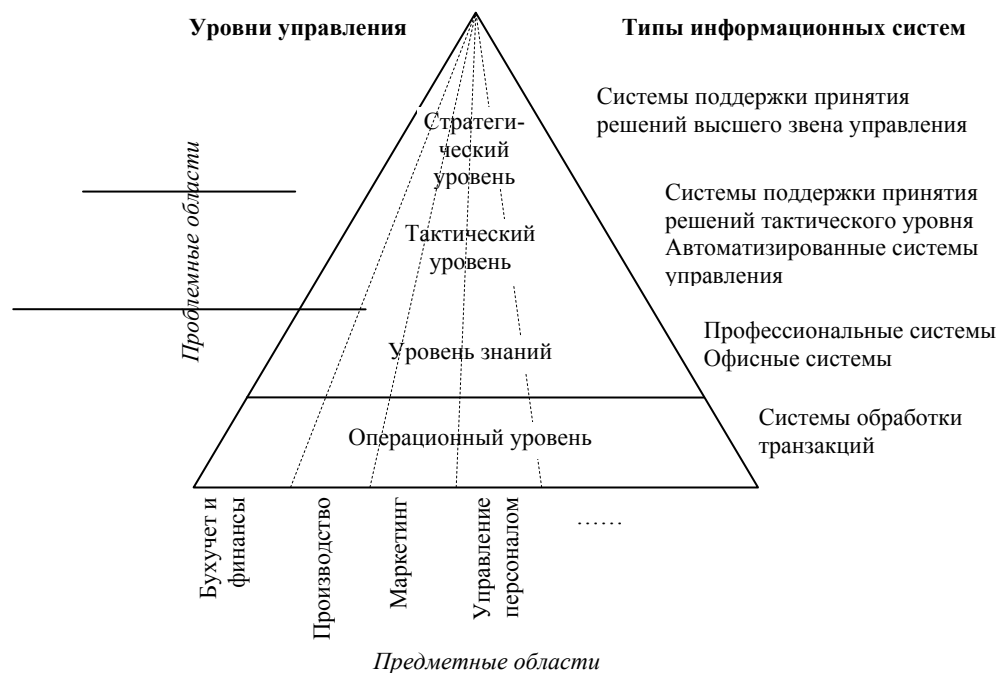 Уровни управления
Типы информационных систем
Системы поддержки принятия
решений высшего звена управления
Стратеги-
ческий
уровень
Системы поддержки принятия
решений тактического уровня
Автоматизированные системы
управления
Тактический
уровень
Проблемные области
Профессиональные системы
Офисные системы
Уровень знаний
Системы обработки
транзакций
Операционный уровень
Бухучет и
финансы
Производство
Маркетинг
Управление
персоналом
……
Предметные области